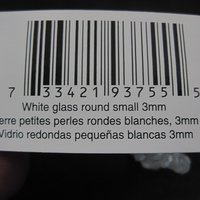 7 33421 93755 5
White glass round small 3mm
erre petites perles rondes blanches, 3mm
Vidrio redondas pequeñas blancas 3mm